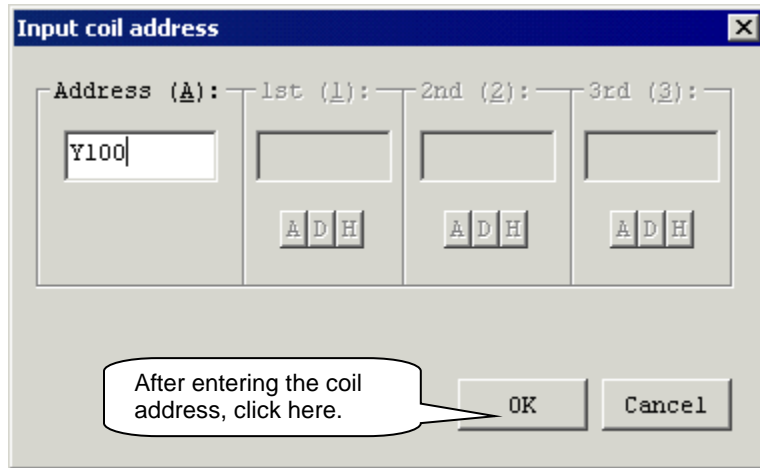 Input coil address
Address (A): 1st (1): 2nd (2): 3rd (3):
Y100
A D H A D H A D H
After entering the coil
address, click here.
OK Cancel